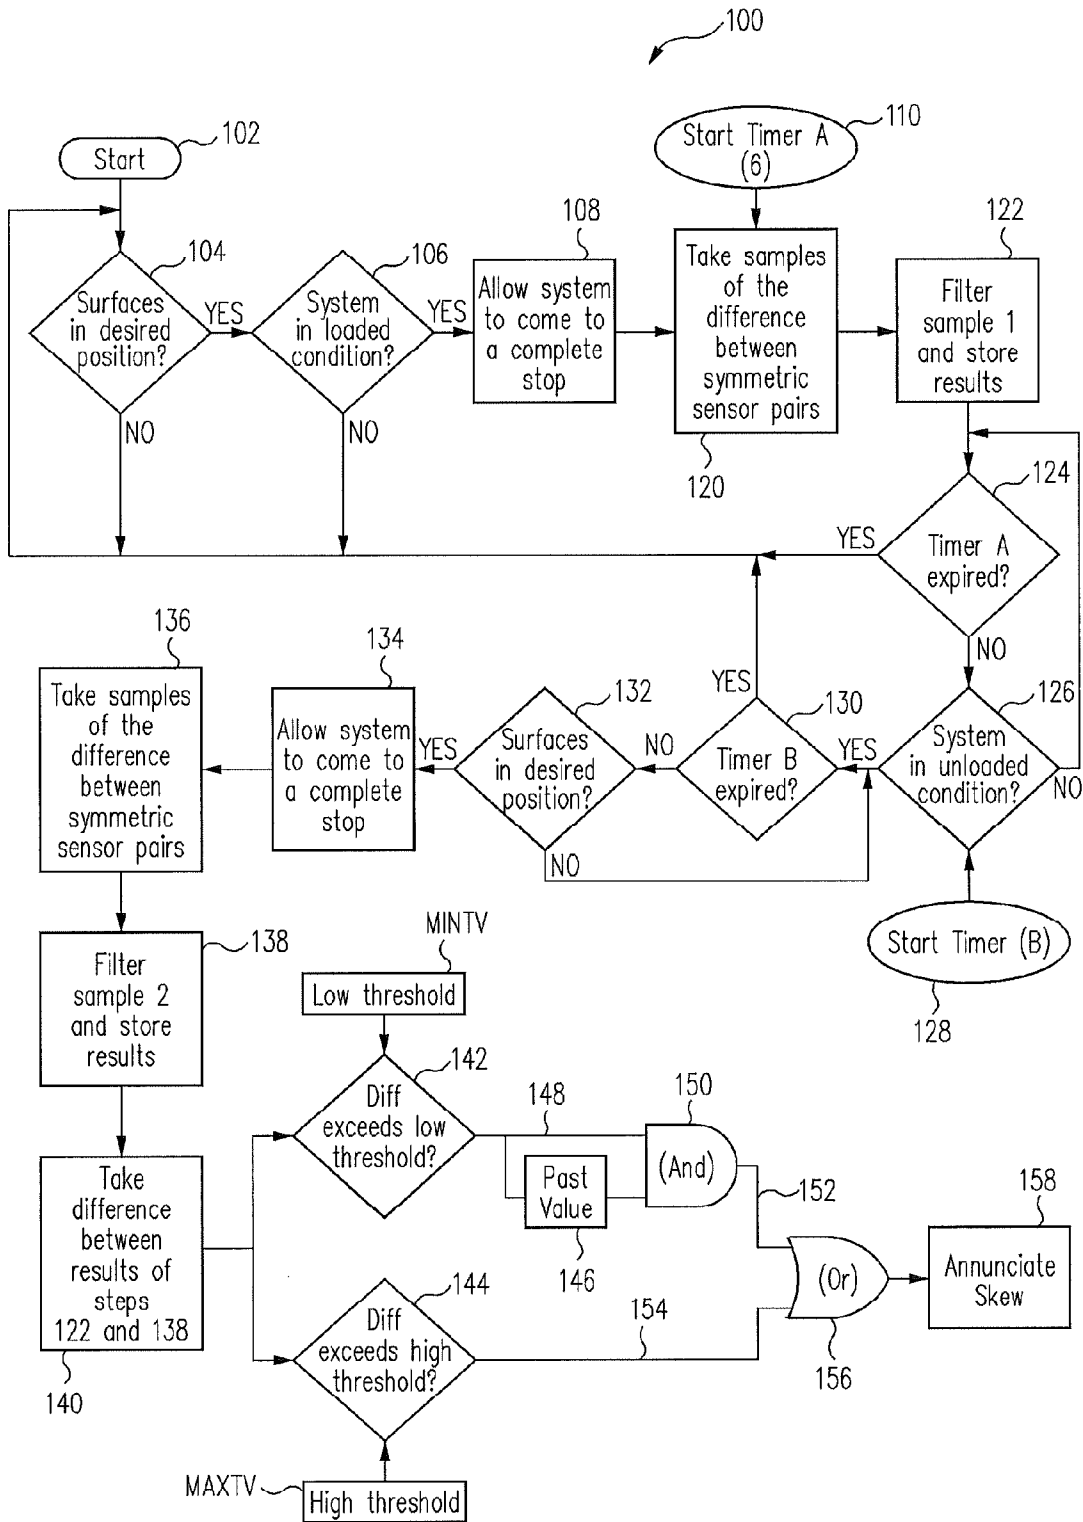 100
Start
102
Start Timer A
(6)
110
Surfaces
in desired
position?
104
YES
NO
System
in loaded
condition?
106
YES
NO
Allow system
to come to
a complete
stop
108
Take samples
of the
difference
between
symmetric
sensor pairs
120
Filter
sample 1
and store
results
122
Timer A
expired?
124
YES
NO
System
in unloaded
condition?
126
YES
NO
Start Timer (B)
128
Timer B
expired?
130
YES
NO
Surfaces
in desired
position?
132
YES
NO
Allow system
to come to
a complete
stop
134
Take samples
of the
difference
between
symmetric
sensor pairs
136
Filter
sample 2
and store
results
138
Take
difference
between
results of
steps
122 and 138
140
MINTV
Low threshold
Diff
exceeds low
threshold?
142
148
Past
Value
146
(And)
150
152
Diff
exceeds high
threshold?
144
154
MAXTV
High threshold
(Or)
156
Annunciate
Skew
158